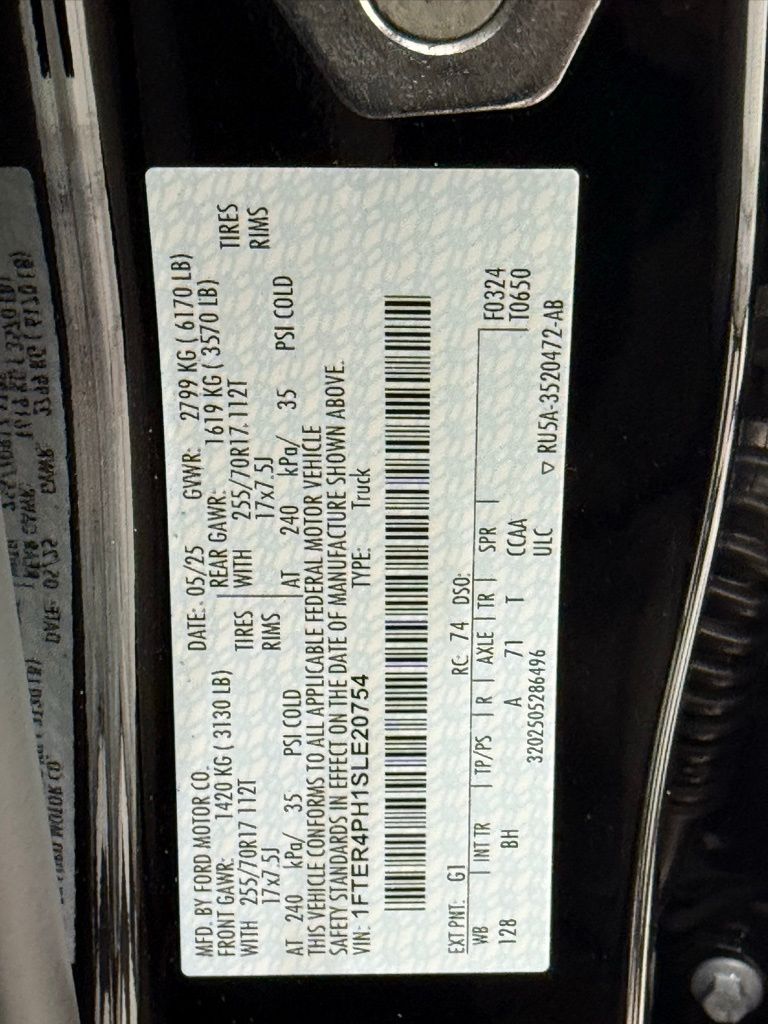 MFD. BY FORD MOTOR CO.
DATE: 05/25 GVWR: 2799 KG ( 6170 LB)
FRONT GAWR: 1420 KG ( 3130 LB) REAR GAWR: 1619 KG ( 3570 LB)
WITH 255/70R17 112T TIRES WITH 255/70R17.112T TIRES
17x7.5J RIMS 17x7.5J RIMS
AT 240 kPa/ 35 PSI COLD AT 240 kPa/ 35 PSI COLD
THIS VEHICLE CONFORMS TO ALL APPLICABLE FEDERAL MOTOR VEHICLE
SAFETY STANDARDS IN EFFECT ON THE DATE OF MANUFACTURE SHOWN ABOVE.
VIN: 1FTER4PH1SLE20754 TYPE: Truck
EXT PNT: G1 RC: 74 DSO:
WB INT TR TP/PS R AXLE TR SPR F0324
128 BH A 71 T CCAA T0650
ULC
3202505286496 ▽ RU5A-3520472-AB